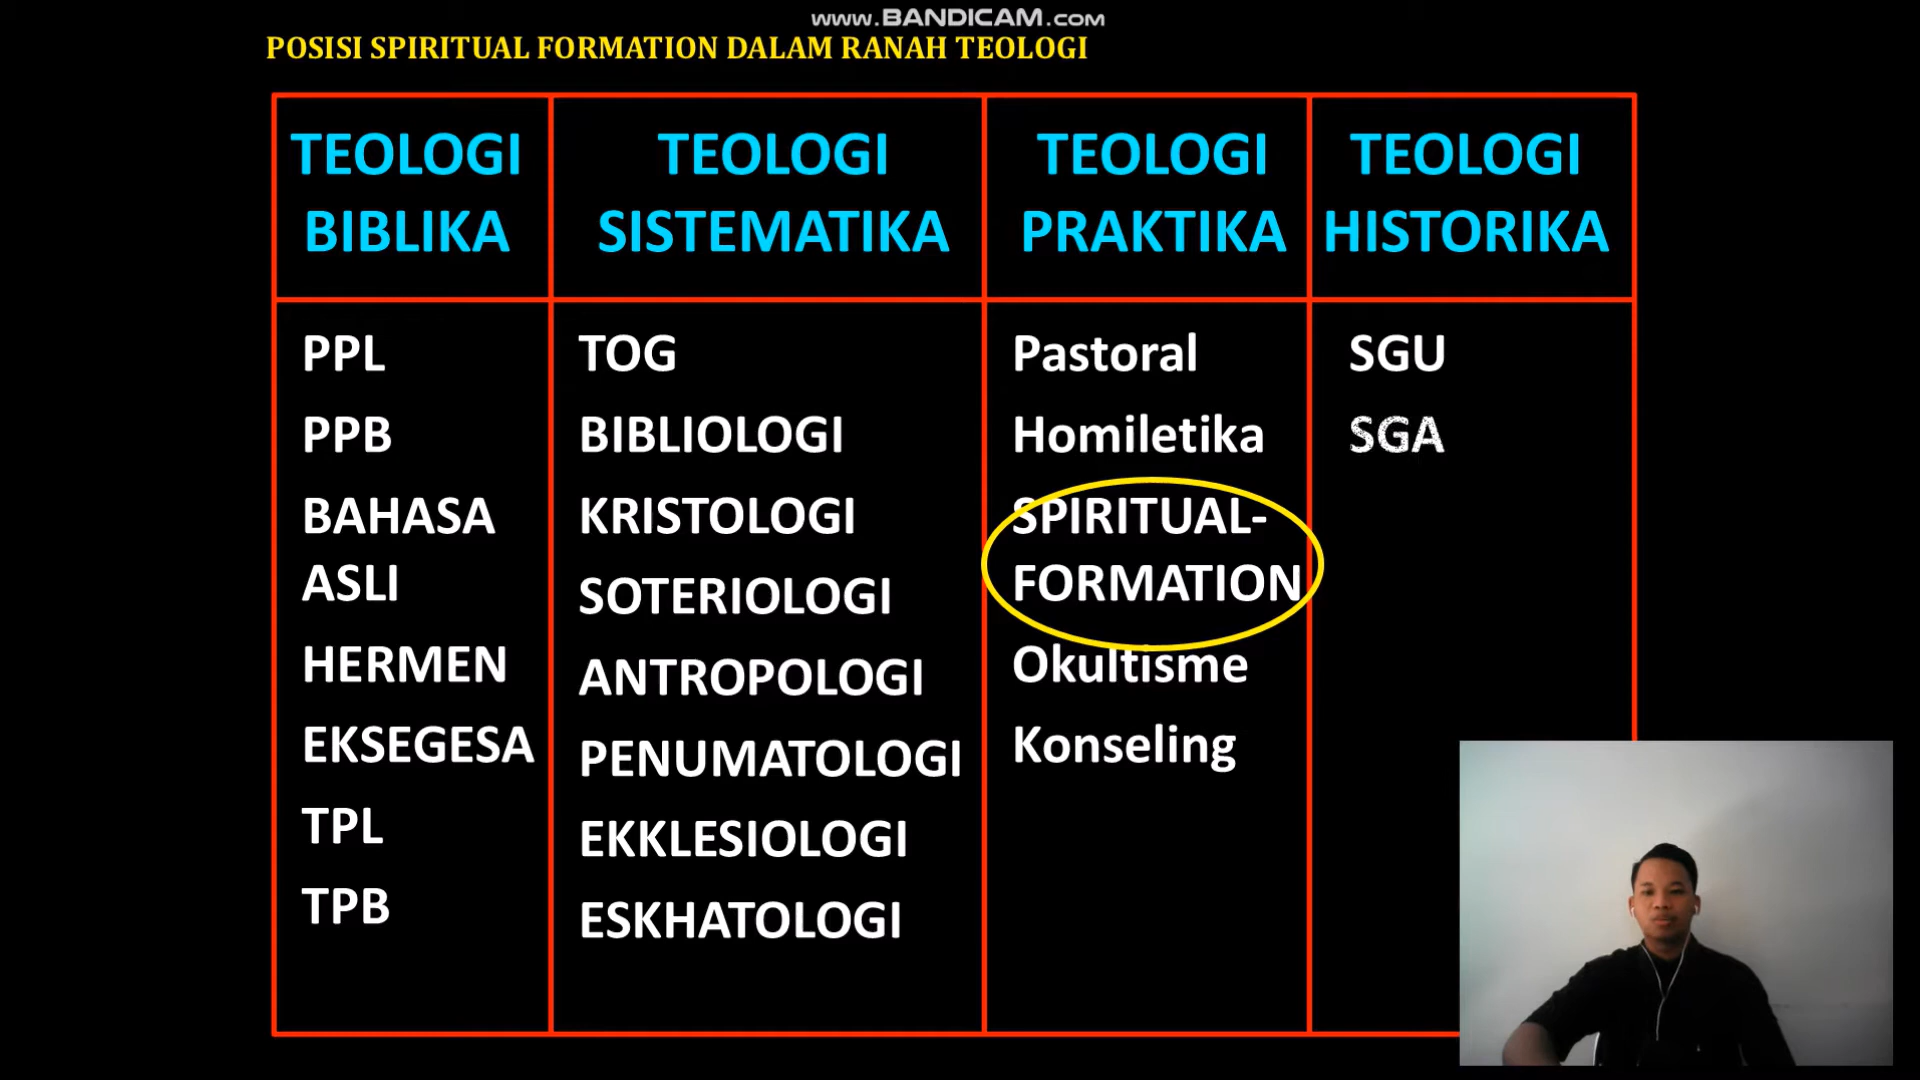 www.BANDICAM.com
POSISI SPIRITUAL FORMATION DALAM RANAH TEOLOGI
TEOLOGI
BIBLIKA
TEOLOGI
SISTEMATIKA
TEOLOGI
PRAKTIKA
TEOLOGI
HISTORIKA
PPL
PPB
BAHASA
ASLI
HERMEN
EKSEGESA
TPL
TPB
TOG
BIBLIOLOGI
KRISTOLOGI
SOTERIOLOGI
ANTROPOLOGI
PENUMATOLOGI
EKKLESIOLOGI
ESKHATOLOGI
Pastoral
Homiletika
SPIRITUAL-
FORMATION
Okultisme
Konseling
SGU
SGA